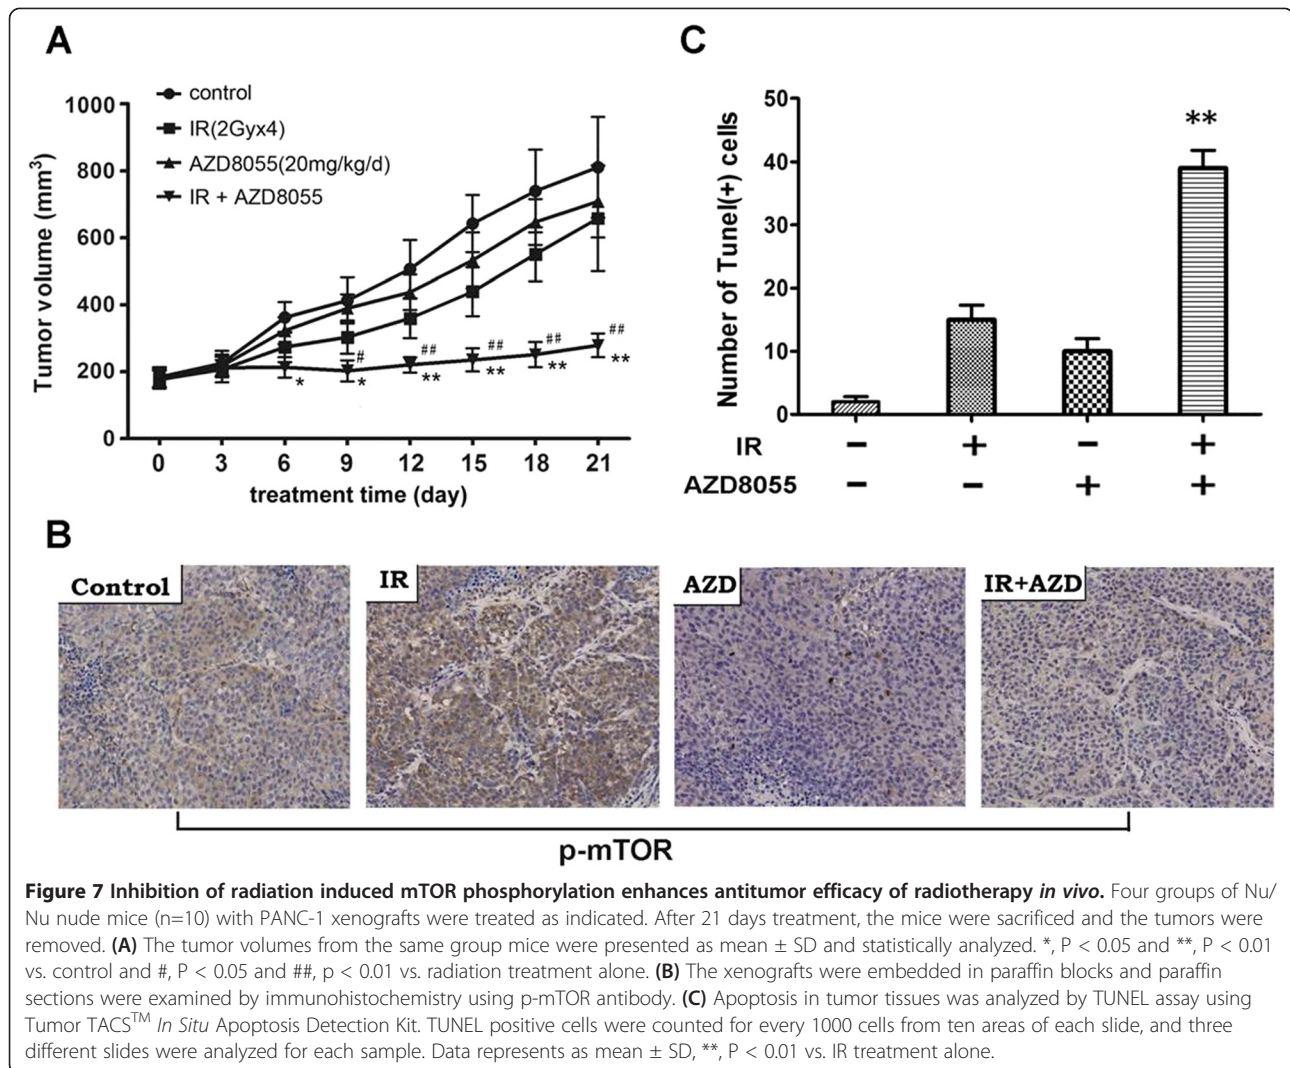 A
control
IR(2Gyx4)
AZD8055(20mg/kg/d)
IR + AZD8055
Tumor volume (mm3)
1000
800
600
400
200
0
#
##
##
##
##
*
*
**
**
**
**
0 3 6 9 12 15 18 21
treatment time (day)
C
Number of Tunel(+) cells
50
40
30
20
10
0
**
IR − + − +
AZD8055 − − + +
B
Control
IR
AZD
IR+AZD
p-mTOR
Figure 7 Inhibition of radiation induced mTOR phosphorylation enhances antitumor efficacy of radiotherapy in vivo. Four groups of Nu/
Nu nude mice (n=10) with PANC-1 xenografts were treated as indicated. After 21 days treatment, the mice were sacrificed and the tumors were
removed. (A) The tumor volumes from the same group mice were presented as mean ± SD and statistically analyzed. *, P < 0.05 and **, P < 0.01
vs. control and #, P < 0.05 and ##, p < 0.01 vs. radiation treatment alone. (B) The xenografts were embedded in paraffin blocks and paraffin
sections were examined by immunohistochemistry using p-mTOR antibody. (C) Apoptosis in tumor tissues was analyzed by TUNEL assay using
Tumor TACS™ In Situ Apoptosis Detection Kit. TUNEL positive cells were counted for every 1000 cells from ten areas of each slide, and three
different slides were analyzed for each sample. Data represents as mean ± SD, **, P < 0.01 vs. IR treatment alone.